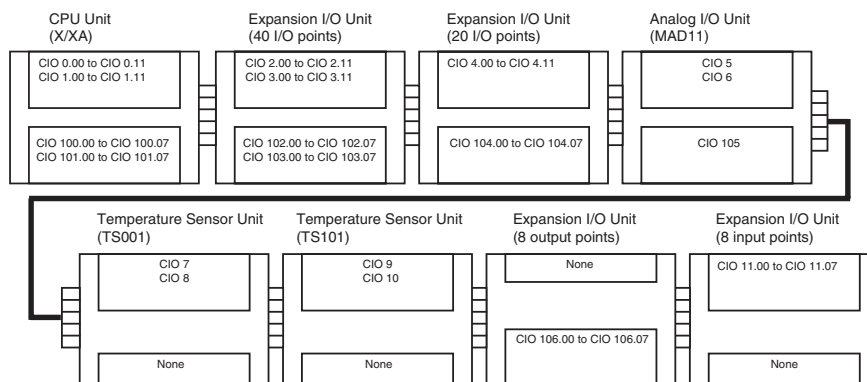 CPU Unit
(X/XA)
Expansion I/O Unit
(40 I/O points)
Expansion I/O Unit
(20 I/O points)
Analog I/O Unit
(MAD11)
CIO 0.00 to CIO 0.11
CIO 1.00 to CIO 1.11
CIO 2.00 to CIO 2.11
CIO 3.00 to CIO 3.11
CIO 4.00 to CIO 4.11
CIO 5
CIO 6
CIO 100.00 to CIO 100.07
CIO 101.00 to CIO 101.07
CIO 102.00 to CIO 102.07
CIO 103.00 to CIO 103.07
CIO 104.00 to CIO 104.07
CIO 105
Temperature Sensor Unit
(TS001)
Temperature Sensor Unit
(TS101)
Expansion I/O Unit
(8 output points)
Expansion I/O Unit
(8 input points)
CIO 7
CIO 8
CIO 9
CIO 10
None
CIO 11.00 to CIO 11.07
None
None
CIO 106.00 to CIO 106.07
None